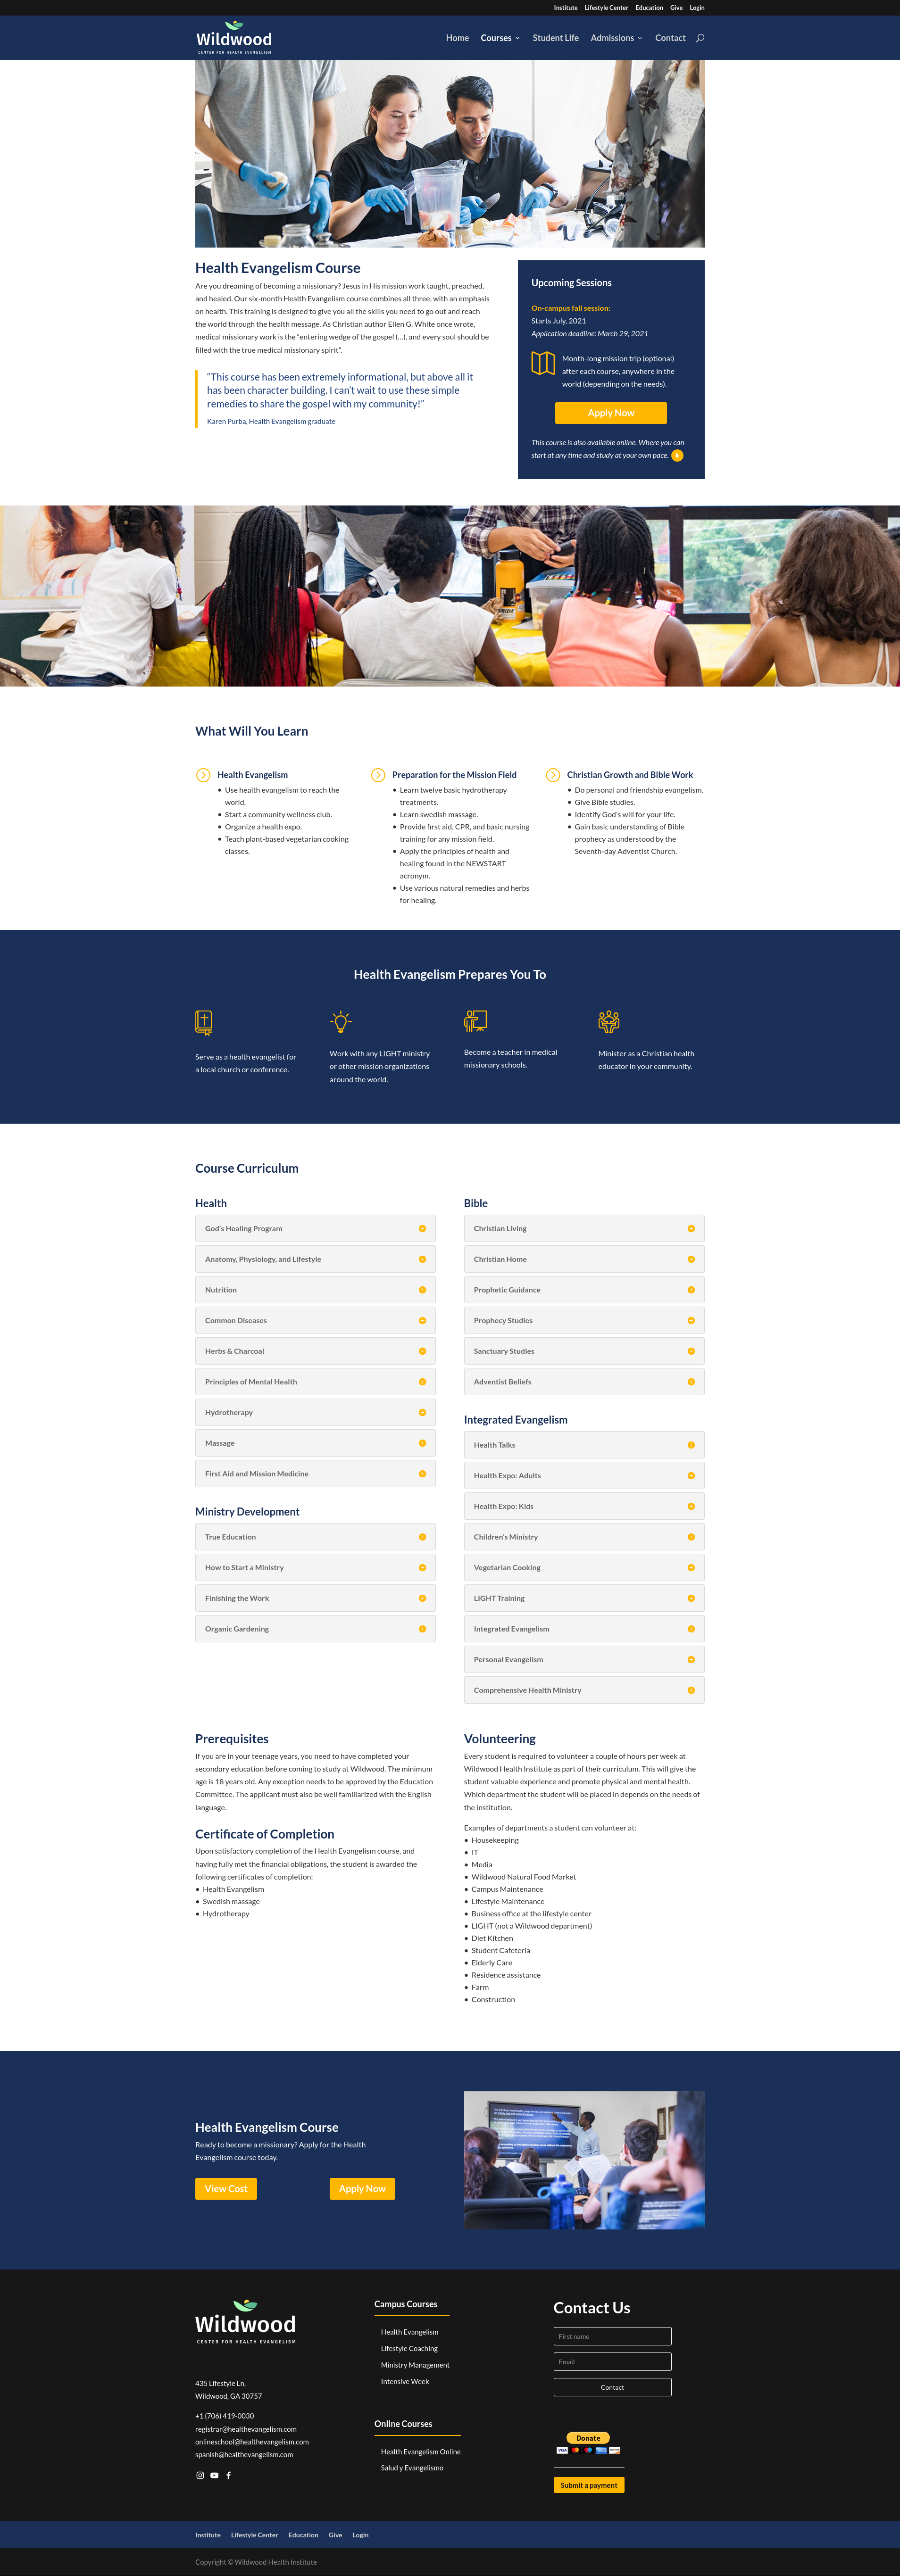 Institute Lifestyle Center Education Give Login
Wildwood
CENTER FOR HEALTH EVANGELISM
Home Courses Student Life Admissions Contact
Health Evangelism Course
Are you dreaming of becoming a missionary? Jesus in His mission work taught, preached,
and healed. Our six-month Health Evangelism course combines all three, with an emphasis
on health. This training is designed to give you all the skills you need to go out and reach
the world through the health message. As Christian author Ellen G. White once wrote,
medical missionary work is the "entering wedge of the gospel (…), and every soul should be
filled with the true medical missionary spirit".
"This course has been extremely informational, but above all it
has been character building. I can't wait to use these simple
remedies to share the gospel with my community!"
Karen Purba, Health Evangelism graduate
Upcoming Sessions
On-campus fall session:
Starts July, 2021
Application deadline: March 29, 2021
Month-long mission trip (optional)
after each course, anywhere in the
world (depending on the needs).
Apply Now
This course is also available online. Where you can
start at any time and study at your own pace.
What Will You Learn
Health Evangelism
• Use health evangelism to reach the
world.
• Start a community wellness club.
• Organize a health expo.
• Teach plant-based vegetarian cooking
classes.
Preparation for the Mission Field
• Learn twelve basic hydrotherapy
treatments.
• Learn swedish massage.
• Provide first aid, CPR, and basic nursing
training for any mission field.
• Apply the principles of health and
healing found in the NEWSTART
acronym.
• Use various natural remedies and herbs
for healing.
Christian Growth and Bible Work
• Do personal and friendship evangelism.
• Give Bible studies.
• Identify God's will for your life.
• Gain basic understanding of Bible
prophecy as understood by the
Seventh-day Adventist Church.
Health Evangelism Prepares You To
Serve as a health evangelist for
a local church or conference.
Work with any LIGHT ministry
or other mission organizations
around the world.
Become a teacher in medical
missionary schools.
Minister as a Christian health
educator in your community.
Course Curriculum
Health
God's Healing Program
Anatomy, Physiology, and Lifestyle
Nutrition
Common Diseases
Herbs & Charcoal
Principles of Mental Health
Hydrotherapy
Massage
First Aid and Mission Medicine
Ministry Development
True Education
How to Start a Ministry
Finishing the Work
Organic Gardening
Bible
Christian Living
Christian Home
Prophetic Guidance
Prophecy Studies
Sanctuary Studies
Adventist Beliefs
Integrated Evangelism
Health Talks
Health Expo: Adults
Health Expo: Kids
Children's Ministry
Vegetarian Cooking
LIGHT Training
Integrated Evangelism
Personal Evangelism
Comprehensive Health Ministry
Prerequisites
If you are in your teenage years, you need to have completed your
secondary education before coming to study at Wildwood. The minimum
age is 18 years old. Any exception needs to be approved by the Education
Committee. The applicant must also be well familiarized with the English
language.
Certificate of Completion
Upon satisfactory completion of the Health Evangelism course, and
having fully met the financial obligations, the student is awarded the
following certificates of completion:
• Health Evangelism
• Swedish massage
• Hydrotherapy
Volunteering
Every student is required to volunteer a couple of hours per week at
Wildwood Health Institute as part of their curriculum. This will give the
student valuable experience and promote physical and mental health.
Which department the student will be placed in depends on the needs of
the institution.
Examples of departments a student can volunteer at:
• Housekeeping
• IT
• Media
• Wildwood Natural Food Market
• Campus Maintenance
• Lifestyle Maintenance
• Business office at the lifestyle center
• LIGHT (not a Wildwood department)
• Diet Kitchen
• Student Cafeteria
• Elderly Care
• Residence assistance
• Farm
• Construction
Health Evangelism Course
Ready to become a missionary? Apply for the Health
Evangelism course today.
View Cost
Apply Now
Wildwood
CENTER FOR HEALTH EVANGELISM
435 Lifestyle Ln,
Wildwood, GA 30757
+1 (706) 419-0030
registrar@healthevangelism.com
onlineschool@healthevangelism.com
spanish@healthevangelism.com
Campus Courses
Health Evangelism
Lifestyle Coaching
Ministry Management
Intensive Week
Online Courses
Health Evangelism Online
Salud y Evangelismo
Contact Us
First name
Email
Contact
Donate
VISA
Submit a payment
Institute Lifestyle Center Education Give Login
Copyright © Wildwood Health Institute